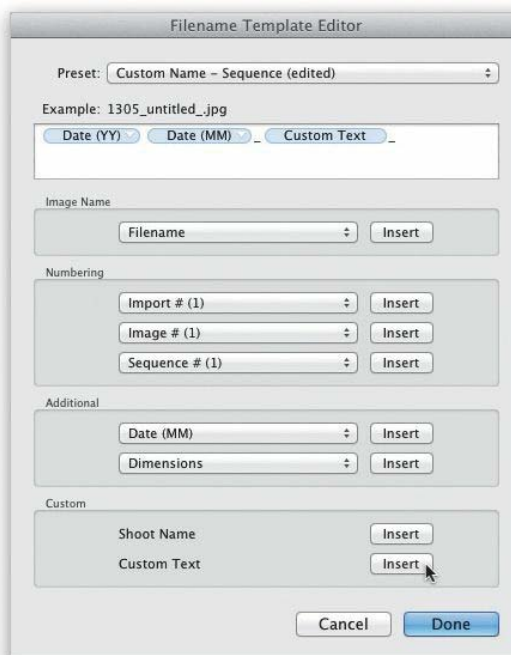 Filename Template Editor
Preset: Custom Name – Sequence (edited)
Example: 1305_untitled_.jpg
Date (YY) Date (MM) _ Custom Text _
Image Name
Filename Insert
Numbering
Import # (1) Insert
Image # (1) Insert
Sequence # (1) Insert
Additional
Date (MM) Insert
Dimensions Insert
Custom
Shoot Name Insert
Custom Text Insert
Cancel Done